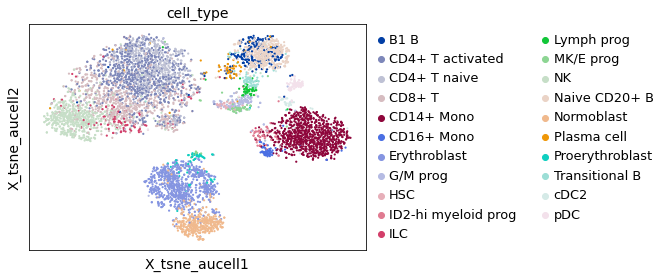 cell_type
X_tsne_aucell2
X_tsne_aucell1
B1 B
CD4+ T activated
CD4+ T naive
CD8+ T
CD14+ Mono
CD16+ Mono
Erythroblast
G/M prog
HSC
ID2-hi myeloid prog
ILC
Lymph prog
MK/E prog
NK
Naive CD20+ B
Normoblast
Plasma cell
Proerythroblast
Transitional B
cDC2
pDC